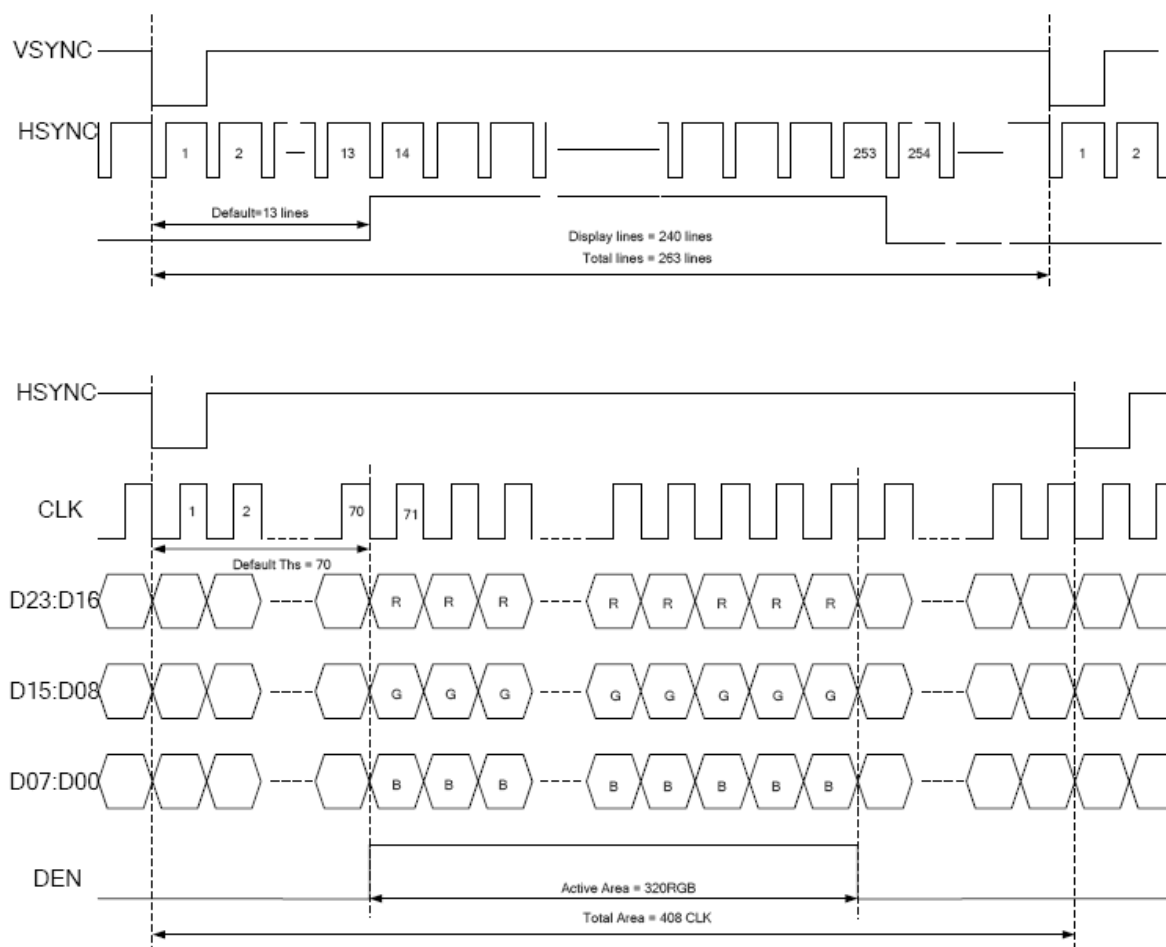 VSYNC
HSYNC
1 2 13 14 253 254 1 2
Default=13 lines
Display lines = 240 lines
Total lines = 263 lines
HSYNC
CLK
1 2 70 71
Default Ths = 70
D23:D16
R R R R R R R R
D15:D08
G G G G G G G G
D07:D00
B B B B B B B B
DEN
Active Area = 320RGB
Total Area = 408 CLK